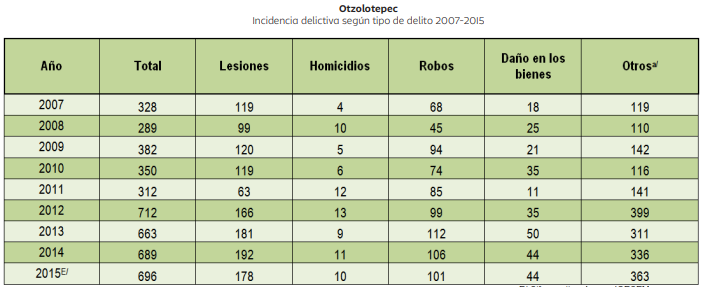 Otzolotepec
Incidencia delictiva según tipo de delito 2007-2015
Año Total Lesiones Homicidios Robos Daño en los bienes Otrosa/
2007 328 119 4 68 18 119
2008 289 99 10 45 25 110
2009 382 120 5 94 21 142
2010 350 119 6 74 35 116
2011 312 63 12 85 11 141
2012 712 166 13 99 35 399
2013 663 181 9 112 50 311
2014 689 192 11 106 44 336
2015E/ 696 178 10 101 44 363